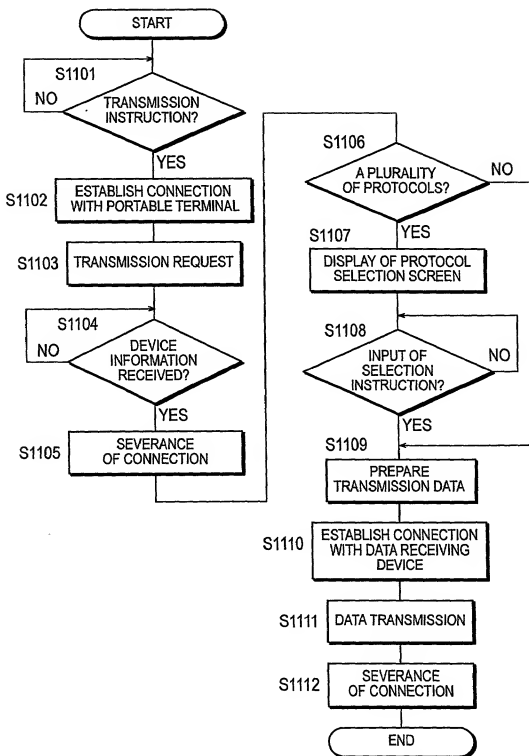 START
S1101
NO
TRANSMISSION
INSTRUCTION?
YES
S1102
ESTABLISH CONNECTION
WITH PORTABLE TERMINAL
S1103
TRANSMISSION REQUEST
S1104
NO
DEVICE
INFORMATION
RECEIVED?
YES
S1105
SEVERANCE
OF CONNECTION
S1106
A PLURALITY
OF PROTOCOLS?
NO
YES
S1107
DISPLAY OF PROTOCOL
SELECTION SCREEN
S1108
INPUT OF
SELECTION
INSTRUCTION?
NO
YES
S1109
PREPARE
TRANSMISSION DATA
S1110
ESTABLISH CONNECTION
WITH DATA RECEIVING
DEVICE
S1111
DATA TRANSMISSION
S1112
SEVERANCE
OF CONNECTION
END